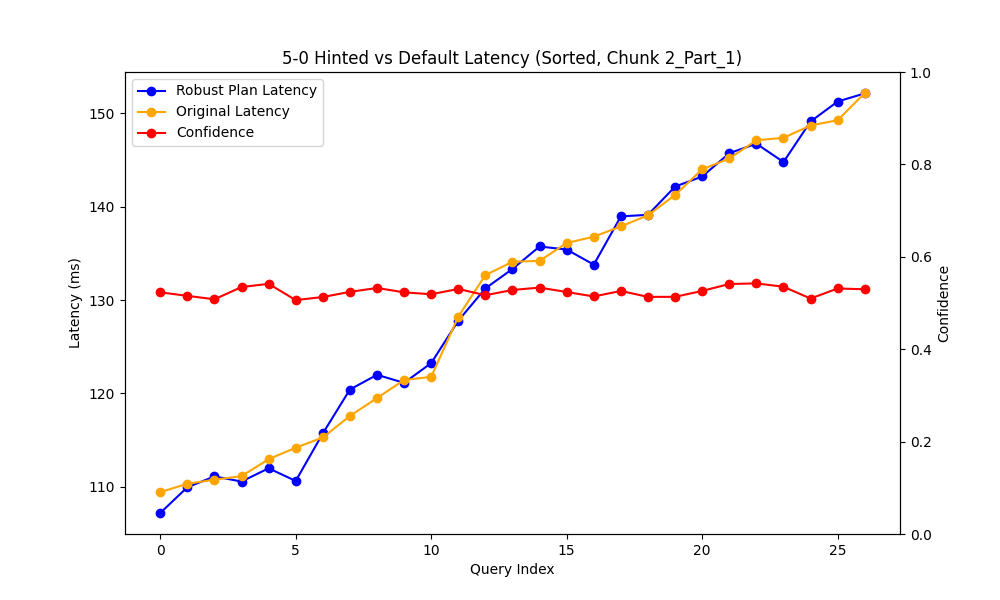 5-0 Hinted vs Default Latency (Sorted, Chunk 2_Part_1)
Robust Plan Latency
Original Latency
Confidence
Latency (ms)
150
140
130
120
110
1.0
0.8
0.6
0.4
0.2
0.0
Confidence
0 5 10 15 20 25
Query Index